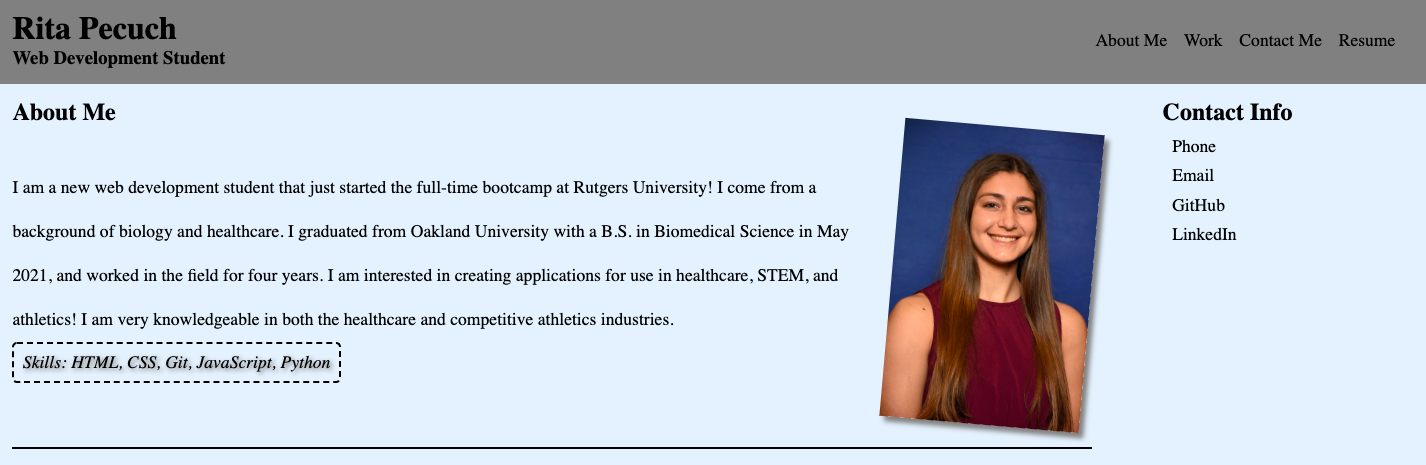 Rita Pecuch
Web Development Student
About Me Work Contact Me Resume
About Me
I am a new web development student that just started the full-time bootcamp at Rutgers University! I come from a
background of biology and healthcare. I graduated from Oakland University with a B.S. in Biomedical Science in May
2021, and worked in the field for four years. I am interested in creating applications for use in healthcare, STEM, and
athletics! I am very knowledgeable in both the healthcare and competitive athletics industries.
Skills: HTML, CSS, Git, JavaScript, Python
Contact Info
Phone
Email
GitHub
LinkedIn